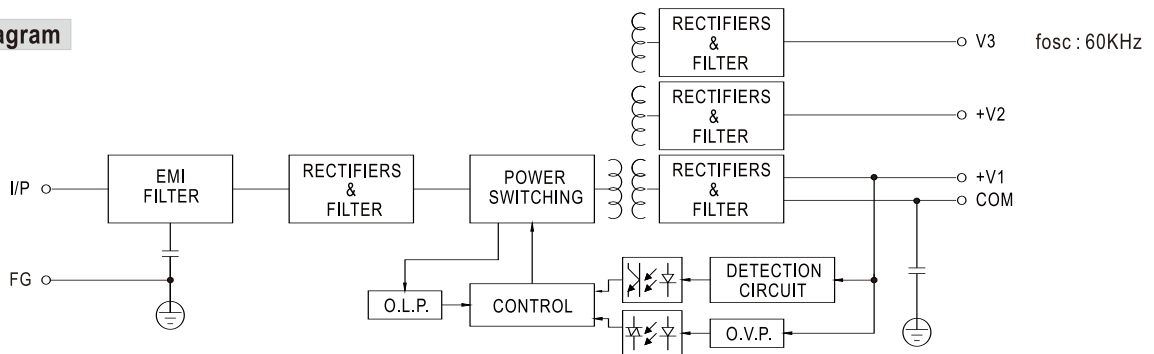 agram
RECTIFIERS
&
FILTER
V3
fosc : 60KHz
RECTIFIERS
&
FILTER
+V2
I/P
EMI
FILTER
RECTIFIERS
&
FILTER
POWER
SWITCHING
RECTIFIERS
&
FILTER
+V1
COM
FG
O.L.P.
CONTROL
DETECTION
CIRCUIT
O.V.P.